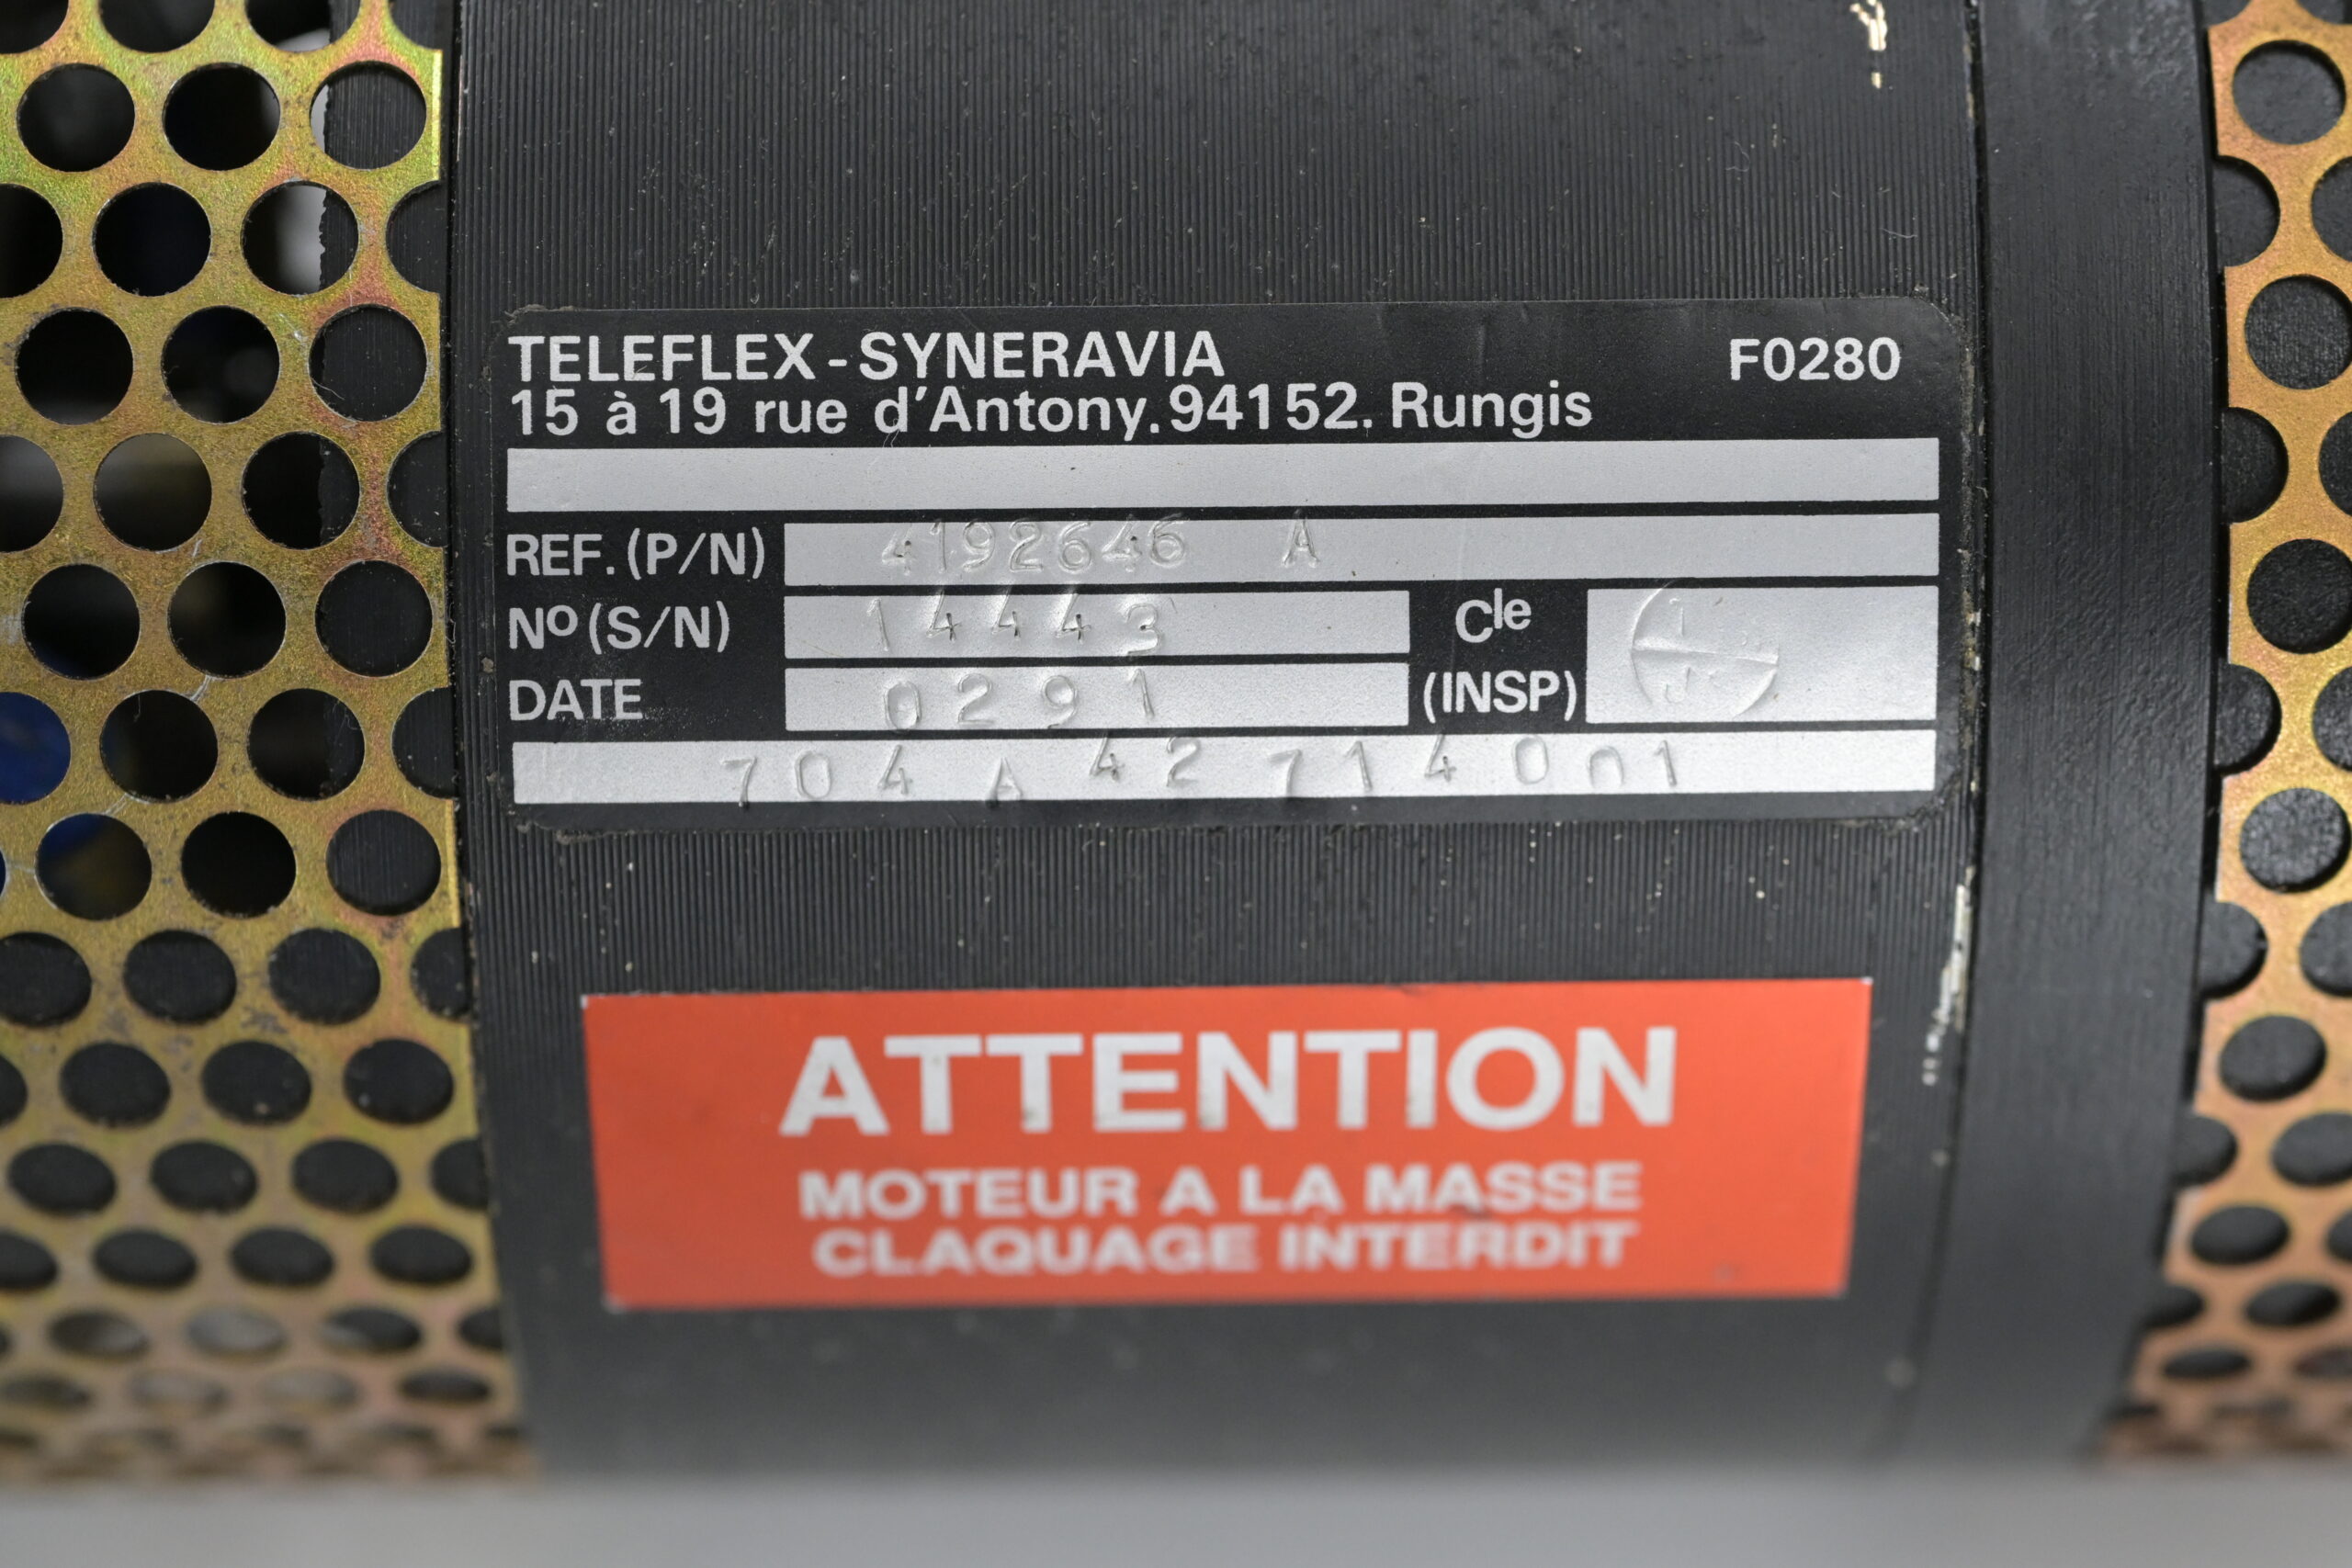 TELEFLEX-SYNERAVIA F0280
15 à 19 rue d'Antony.94152. Rungis
REF.(P/N) 4192646 A
Nº(S/N) 14443 Cle
DATE 0291 (INSP)
704 A 42 714001
ATTENTION
MOTEUR A LA MASSE
CLAQUAGE INTERDIT